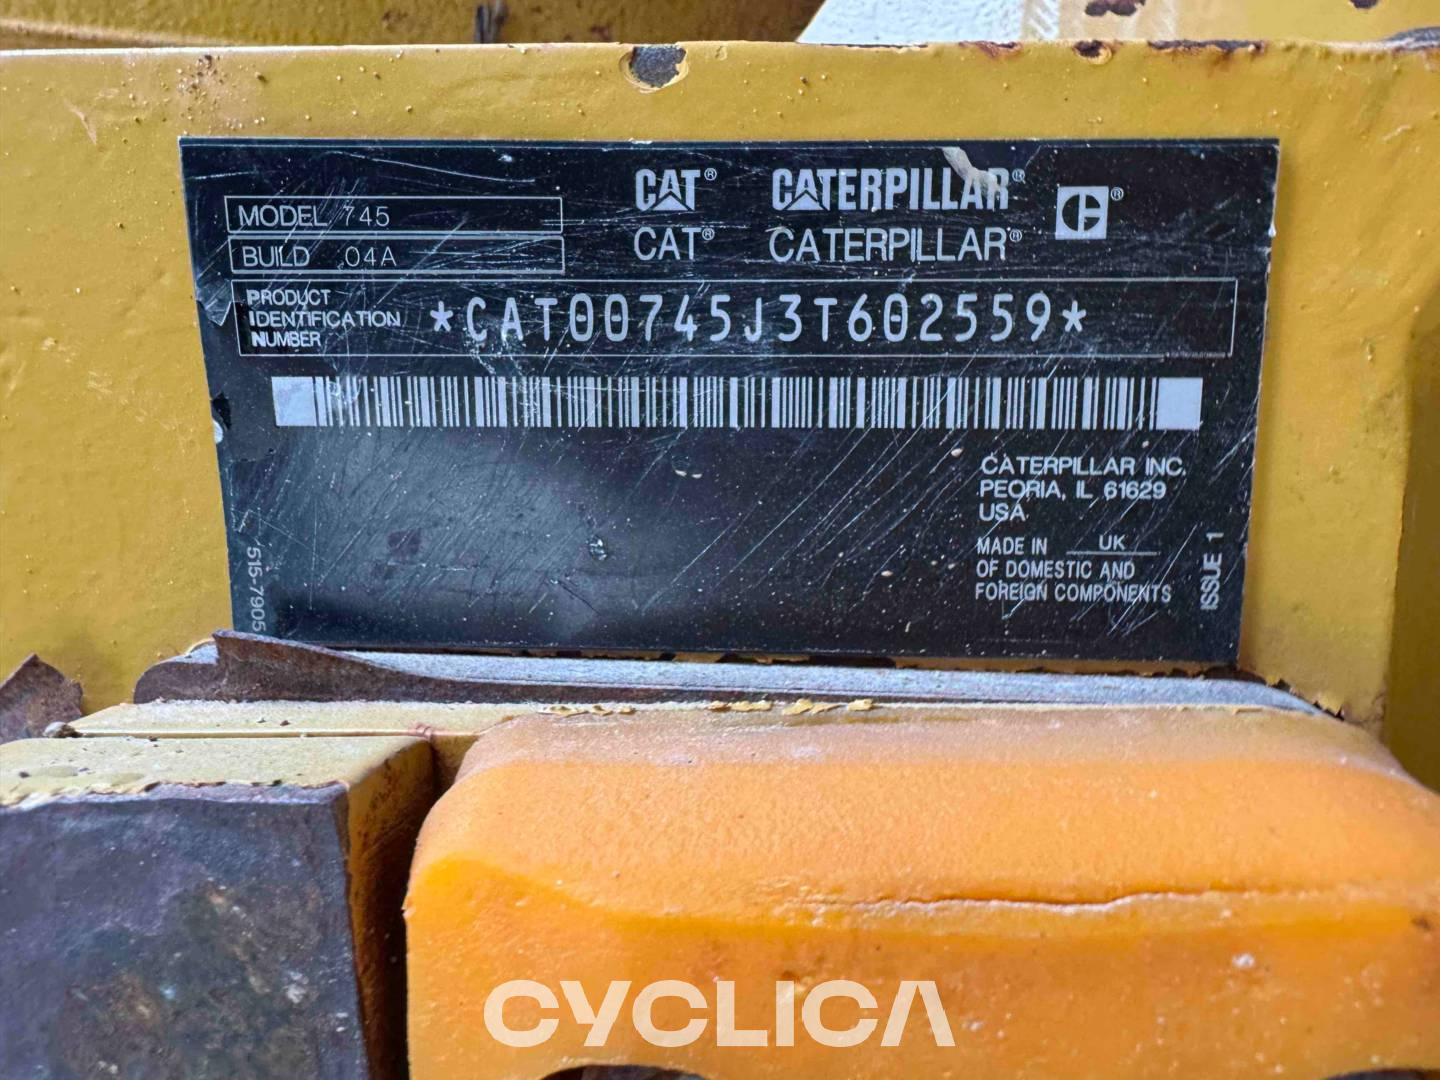 CAT® CATERPILLAR®
CAT® CATERPILLAR® C®
MODEL 745
BUILD 04A
PRODUCT
IDENTIFICATION
NUMBER
*CAT00745J3T602559*
CATERPILLAR INC.
PEORIA, IL 61629
USA
MADE IN UK
OF DOMESTIC AND
FOREIGN COMPONENTS
ISSUE 1
515-7905
CYCLICA